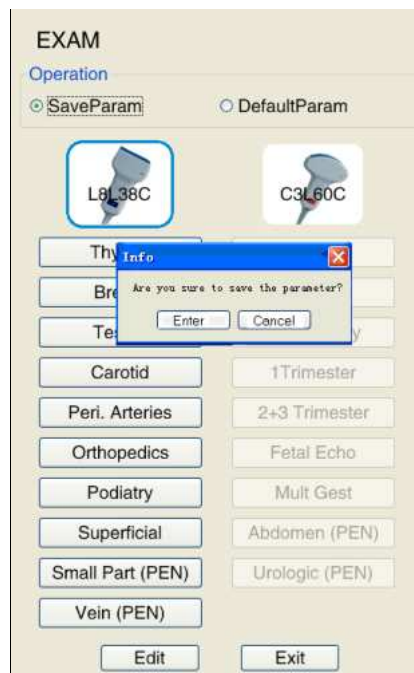 EXAM
Operation
SaveParam DefaultParam
L8L38C C3L60C
Info
Are you sure to save the parameter?
Enter Cancel
Carotid 1Trimester
Peri. Arteries 2+3 Trimester
Orthopedics Fetal Echo
Podiatry Mult Gest
Superficial Abdomen (PEN)
Small Part (PEN) Urologic (PEN)
Vein (PEN)
Edit Exit